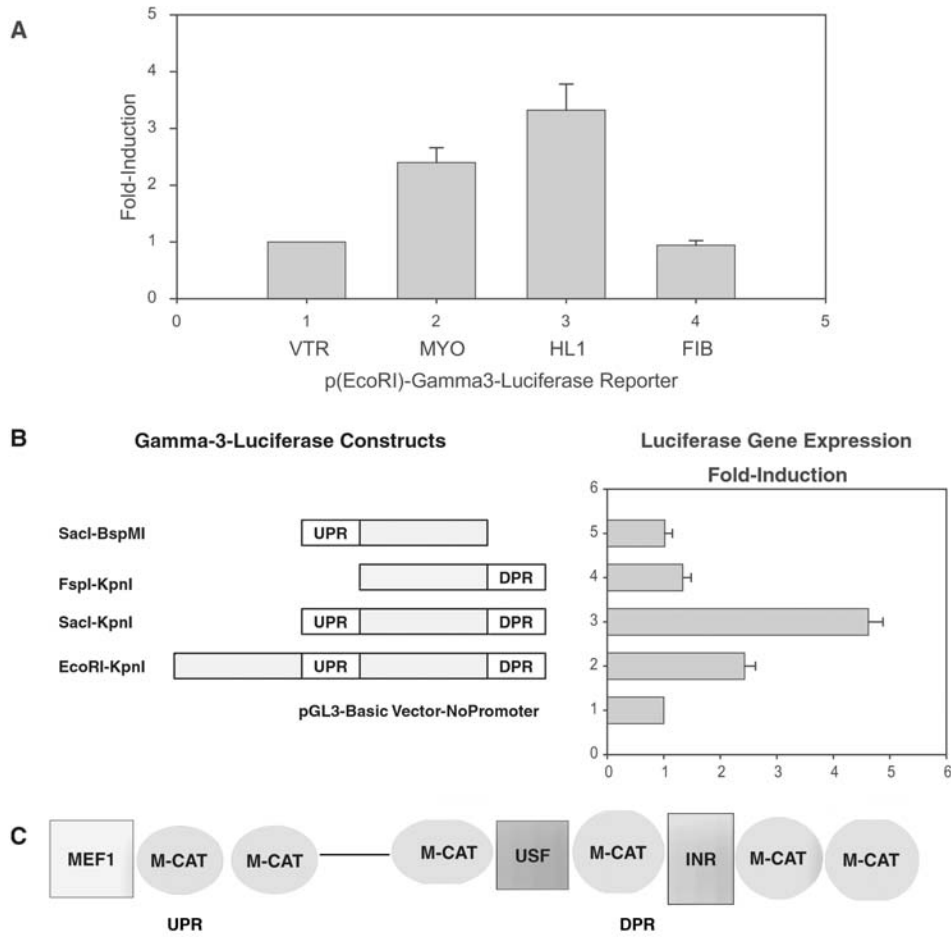 A
5
4
3
2
1
0
Fold-Induction
0 1 2 3 4 5
VTR MYO HL1 FIB
p(EcoRI)-Gamma3-Luciferase Reporter
B
Gamma-3-Luciferase Constructs
Luciferase Gene Expression
Fold-Induction
SacI-BspMI
UPR
FspI-KpnI
DPR
SacI-KpnI
UPR DPR
EcoRI-KpnI
UPR DPR
pGL3-Basic Vector-NoPromoter
6
5
4
3
2
1
0
0 1 2 3 4 5 6
C
MEF1 M-CAT M-CAT M-CAT USF M-CAT INR M-CAT M-CAT
UPR DPR